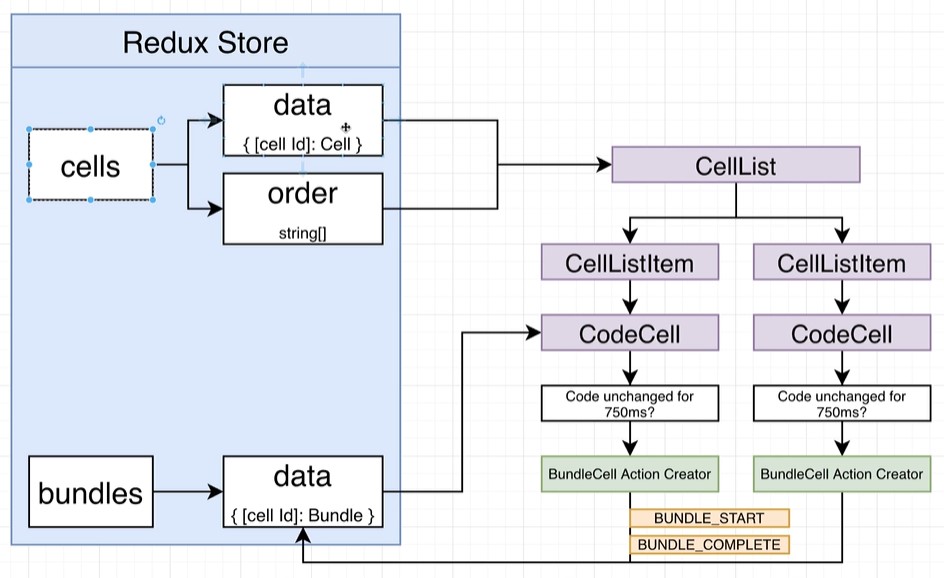 Redux Store
data
{ [cell Id]: Cell }
cells
order
string[]
CellList
CellListItem
CellListItem
CodeCell
CodeCell
Code unchanged for
750ms?
Code unchanged for
750ms?
BundleCell Action Creator
BundleCell Action Creator
bundles
data
{ [cell Id]: Bundle }
BUNDLE_START
BUNDLE_COMPLETE